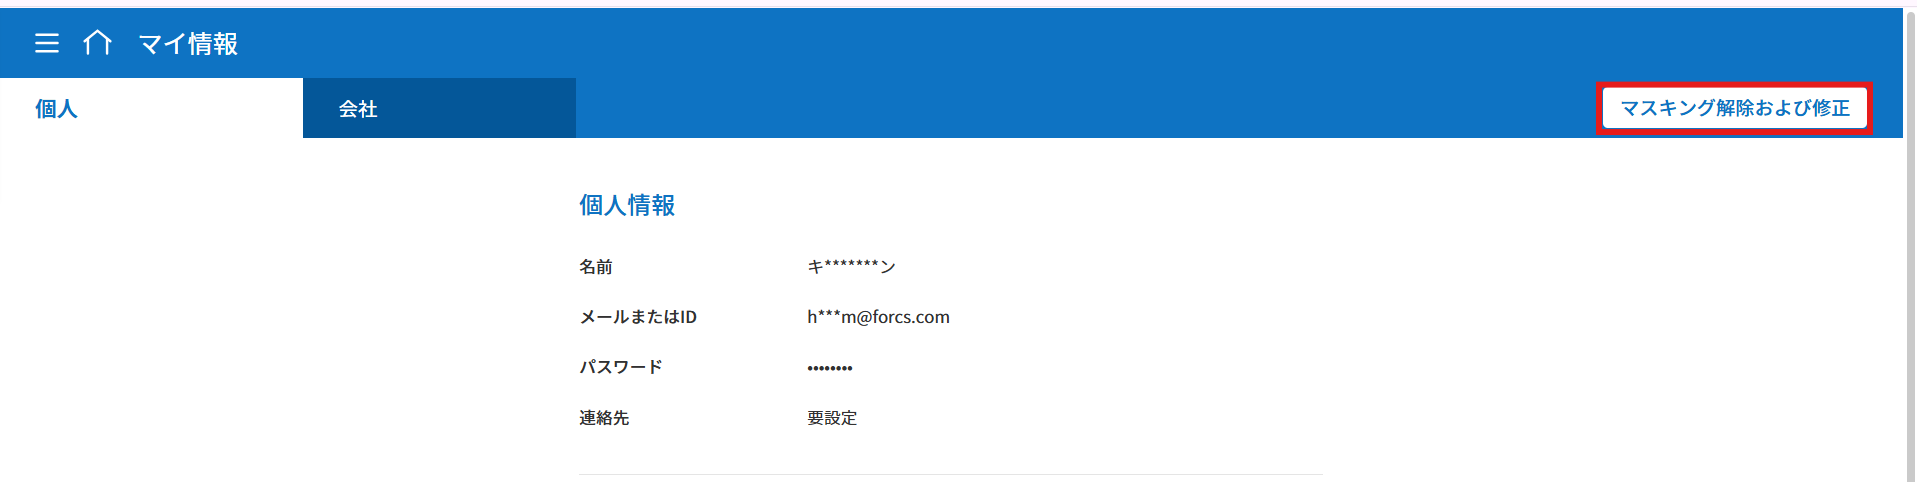 マイ情報
個人
会社
マスキング解除および修正
個人情報
名前 キ*******ン
メールまたはID h***m@forcs.com
パスワード ••••••••
連絡先 要設定